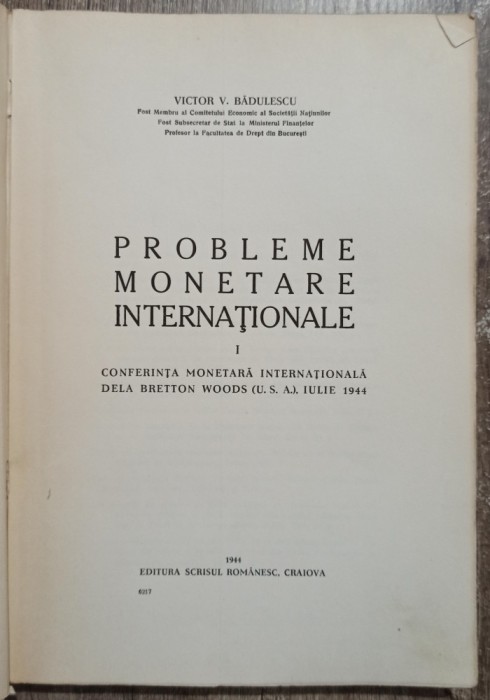 VICTOR V. BĂDULESCU
Fost Membru al Comitetului Economic al Societății Națiunilor
Fost Subsecretar de Stat la Ministerul Finanțelor
Profesor la Facultatea de Drept din București
PROBLEME
MONETARE
INTERNAȚIONALE
I
CONFERINȚA MONETARĂ INTERNAȚIONALĂ
DELA BRETTON WOODS (U. S. A.), IULIE 1944
1944
EDITURA SCRISUL ROMÂNESC, CRAIOVA